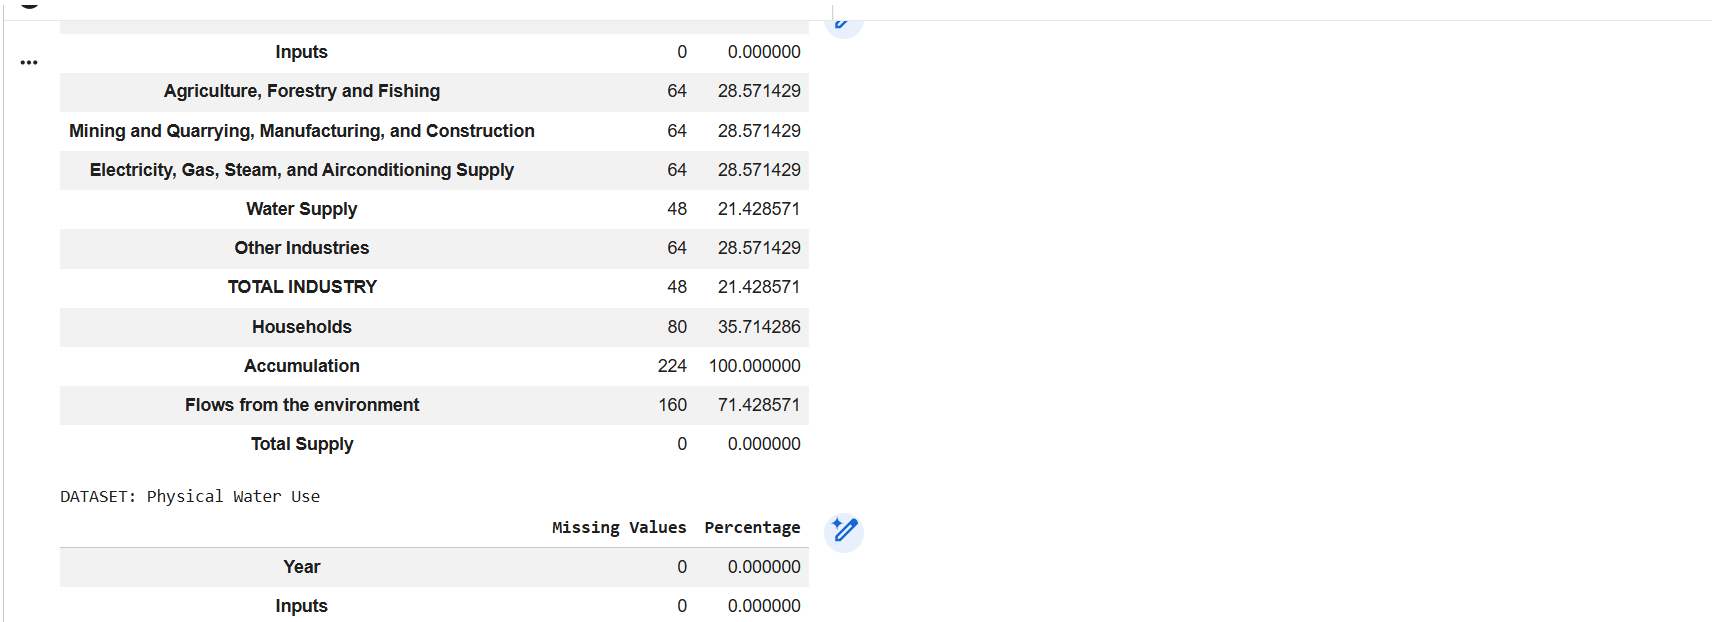 Inputs 0 0.000000
Agriculture, Forestry and Fishing 64 28.571429
Mining and Quarrying, Manufacturing, and Construction 64 28.571429
Electricity, Gas, Steam, and Airconditioning Supply 64 28.571429
Water Supply 48 21.428571
Other Industries 64 28.571429
TOTAL INDUSTRY 48 21.428571
Households 80 35.714286
Accumulation 224 100.000000
Flows from the environment 160 71.428571
Total Supply 0 0.000000
DATASET: Physical Water Use
Missing Values Percentage
Year 0 0.000000
Inputs 0 0.000000